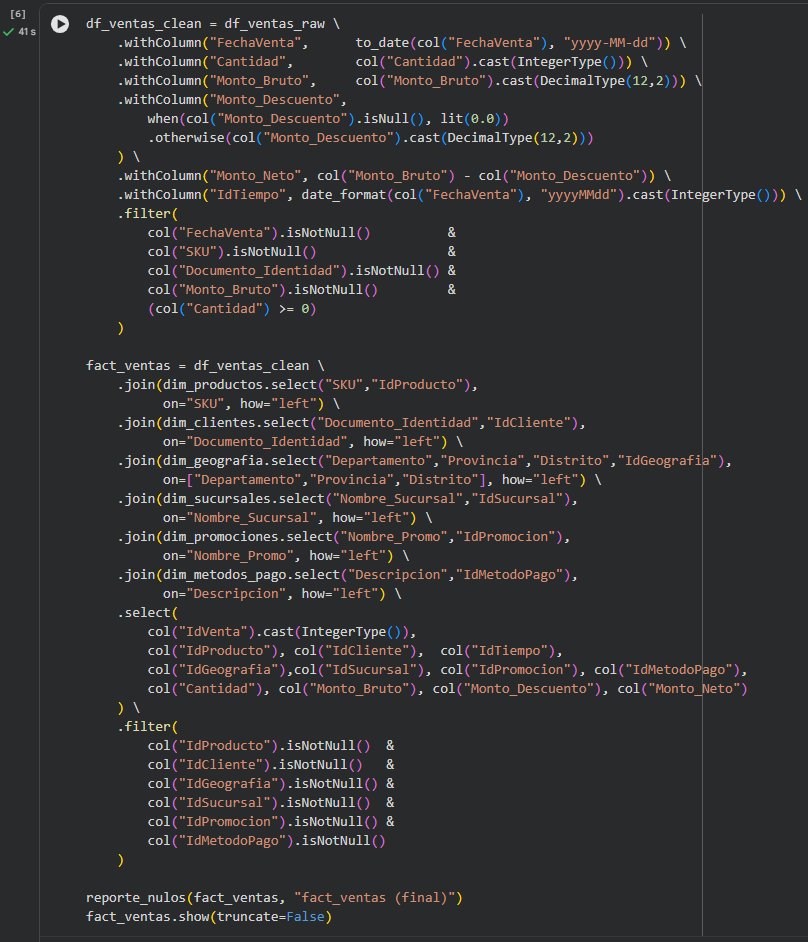 [6]
41 s
df_ventas_clean = df_ventas_raw \
    .withColumn("FechaVenta",      to_date(col("FechaVenta"), "yyyy-MM-dd")) \
    .withColumn("Cantidad",        col("Cantidad").cast(IntegerType())) \
    .withColumn("Monto_Bruto",     col("Monto_Bruto").cast(DecimalType(12,2))) \
    .withColumn("Monto_Descuento",
        when(col("Monto_Descuento").isNull(), lit(0.0))
        .otherwise(col("Monto_Descuento").cast(DecimalType(12,2)))
    ) \
    .withColumn("Monto_Neto", col("Monto_Bruto") - col("Monto_Descuento")) \
    .withColumn("IdTiempo", date_format(col("FechaVenta"), "yyyyMMdd").cast(IntegerType())) \
    .filter(
        col("FechaVenta").isNotNull()          &
        col("SKU").isNotNull()                 &
        col("Documento_Identidad").isNotNull() &
        col("Monto_Bruto").isNotNull()         &
        (col("Cantidad") >= 0)
    )

fact_ventas = df_ventas_clean \
    .join(dim_productos.select("SKU","IdProducto"),
          on="SKU", how="left") \
    .join(dim_clientes.select("Documento_Identidad","IdCliente"),
          on="Documento_Identidad", how="left") \
    .join(dim_geografia.select("Departamento","Provincia","Distrito","IdGeografia"),
          on=["Departamento","Provincia","Distrito"], how="left") \
    .join(dim_sucursales.select("Nombre_Sucursal","IdSucursal"),
          on="Nombre_Sucursal", how="left") \
    .join(dim_promociones.select("Nombre_Promo","IdPromocion"),
          on="Nombre_Promo", how="left") \
    .join(dim_metodos_pago.select("Descripcion","IdMetodoPago"),
          on="Descripcion", how="left") \
    .select(
        col("IdVenta").cast(IntegerType()),
        col("IdProducto"), col("IdCliente"),  col("IdTiempo"),
        col("IdGeografia"),col("IdSucursal"), col("IdPromocion"), col("IdMetodoPago"),
        col("Cantidad"), col("Monto_Bruto"), col("Monto_Descuento"), col("Monto_Neto")
    ) \
    .filter(
        col("IdProducto").isNotNull()  &
        col("IdCliente").isNotNull()   &
        col("IdGeografia").isNotNull() &
        col("IdSucursal").isNotNull()  &
        col("IdPromocion").isNotNull() &
        col("IdMetodoPago").isNotNull()
    )

reporte_nulos(fact_ventas, "fact_ventas (final)")
fact_ventas.show(truncate=False)